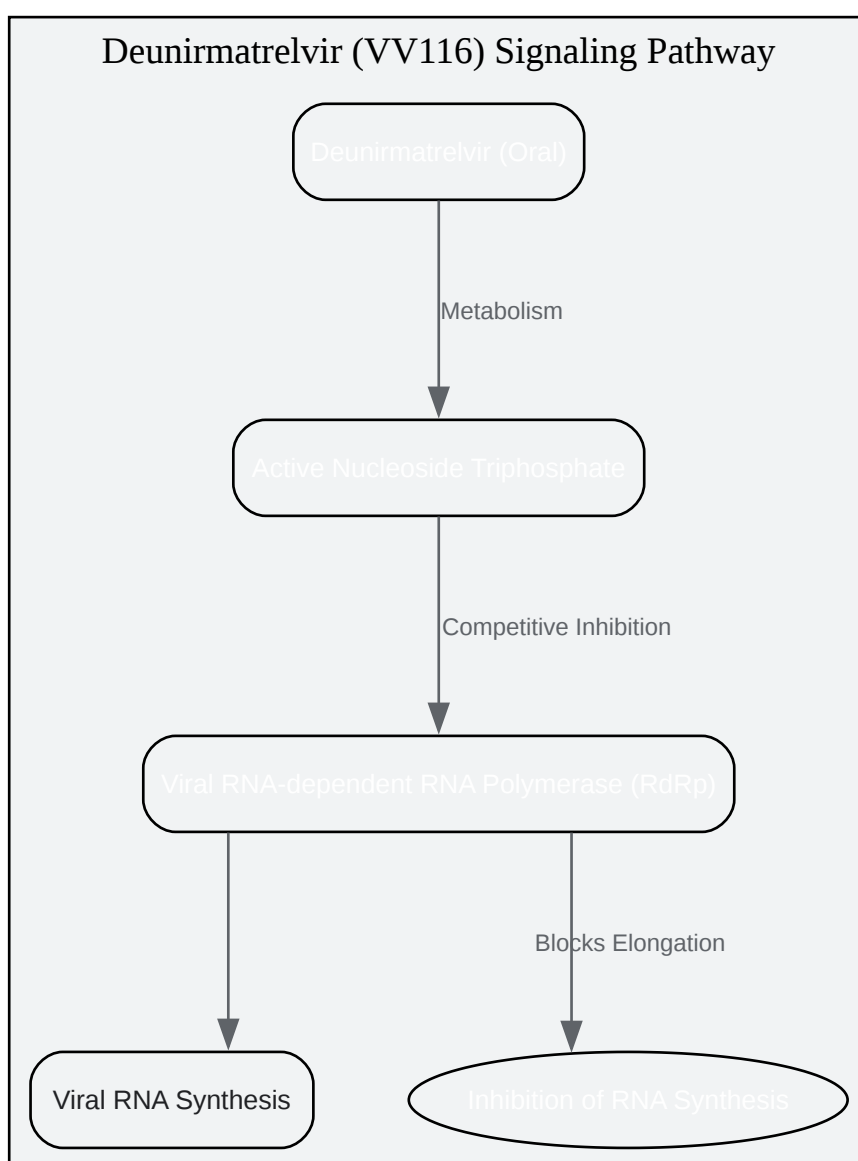 Deunirmatrelvir (VV116) Signaling Pathway
Deunirmatrelvir (Oral)
Metabolism
Active Nucleoside Triphosphate
Competitive Inhibition
Viral RNA-dependent RNA Polymerase (RdRp)
Blocks Elongation
Viral RNA Synthesis
Inhibition of RNA Synthesis